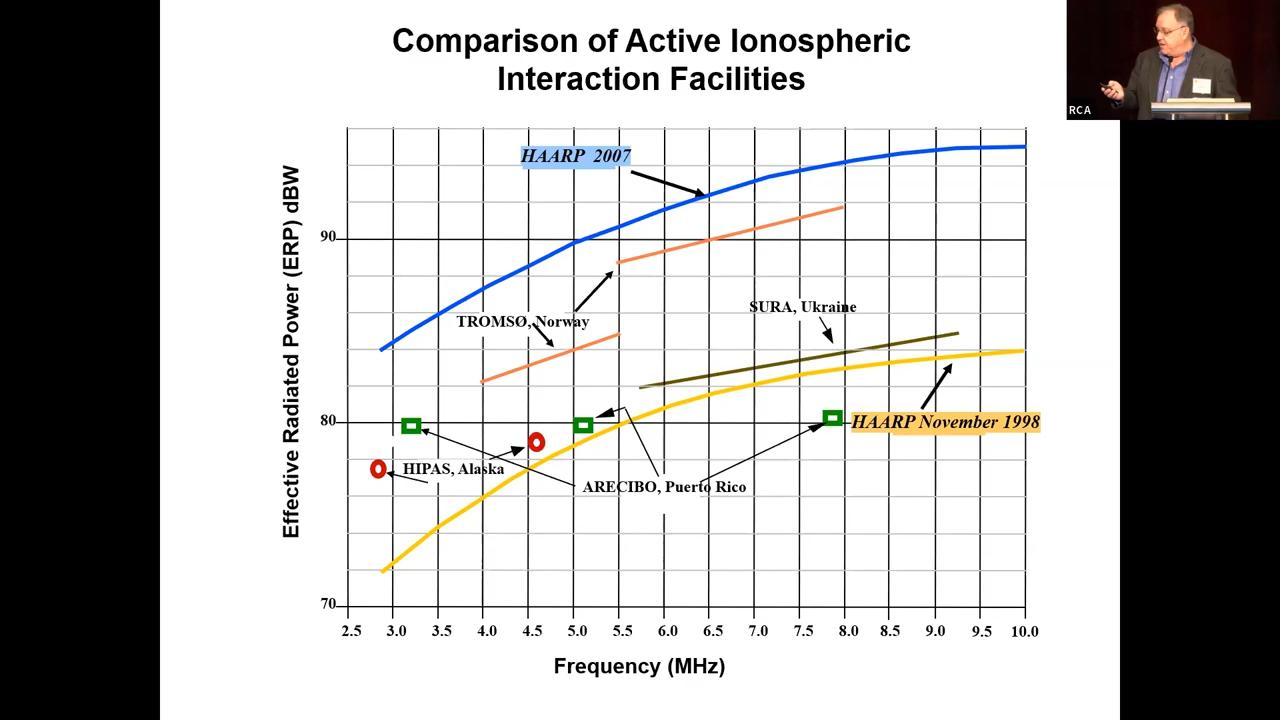 Comparison of Active Ionospheric
Interaction Facilities
RCA
Effective Radiated Power (ERP) dBW
HAARP 2007
90
TROMSØ, Norway
SURA, Ukraine
80
HAARP November 1998
HIPAS, Alaska
ARECIBO, Puerto Rico
70
2.5 3.0 3.5 4.0 4.5 5.0 5.5 6.0 6.5 7.0 7.5 8.0 8.5 9.0 9.5 10.0
Frequency (MHz)